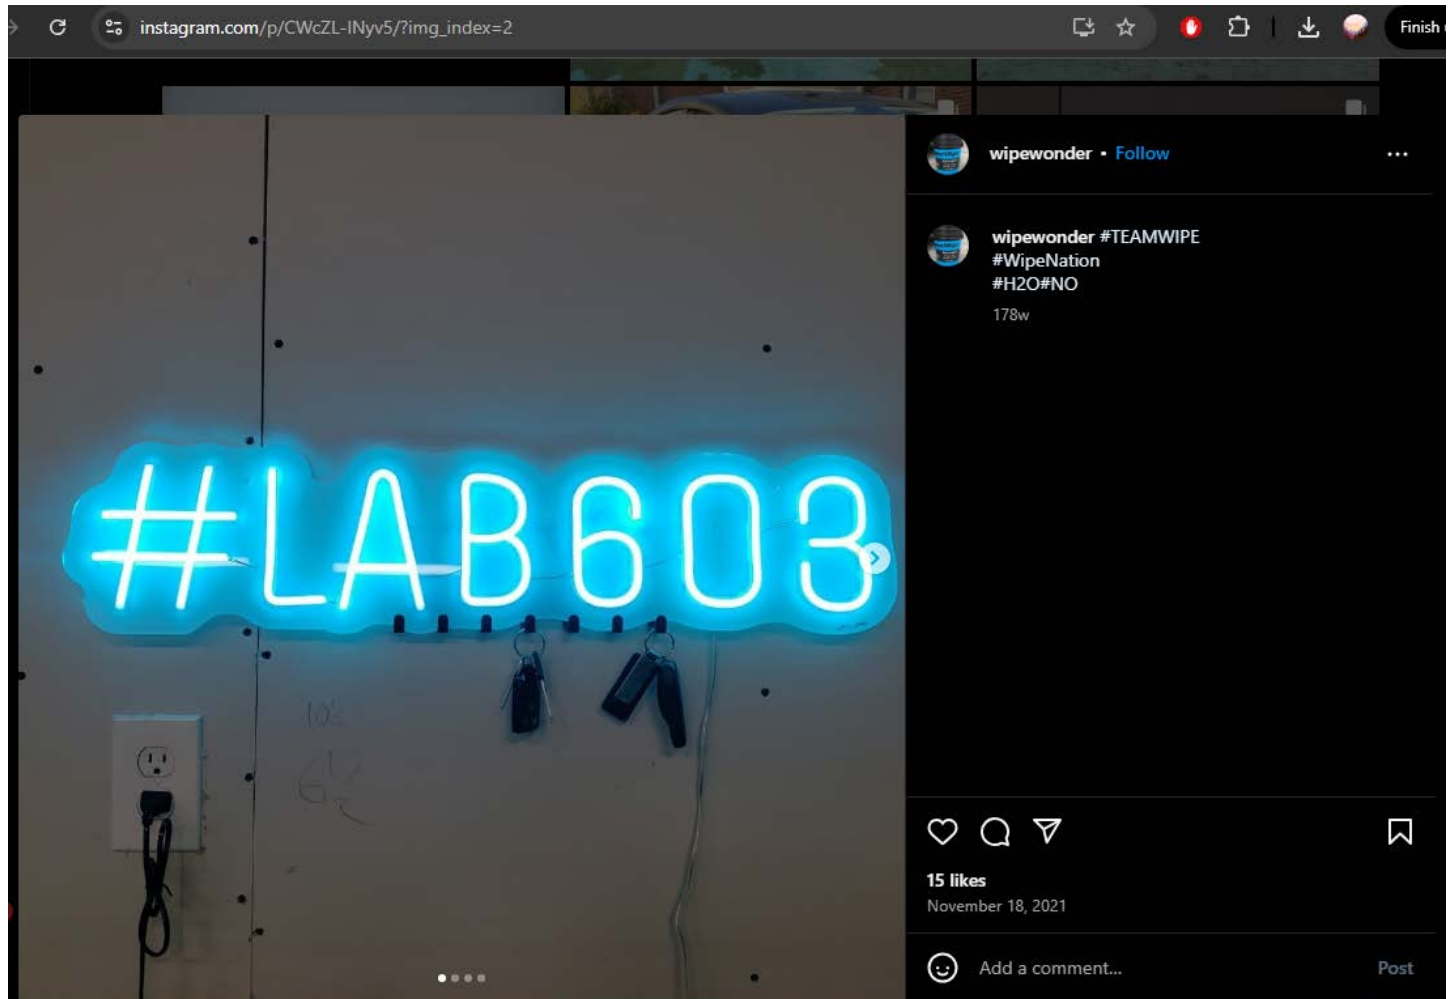 instagram.com/p/CWcZL-INyv5/?img_index=2
Finish
wipewonder • Follow
wipewonder #TEAMWIPE
#WipeNation
#H2O#NO
178w
#LAB603
15 likes
November 18, 2021
Add a comment...
Post